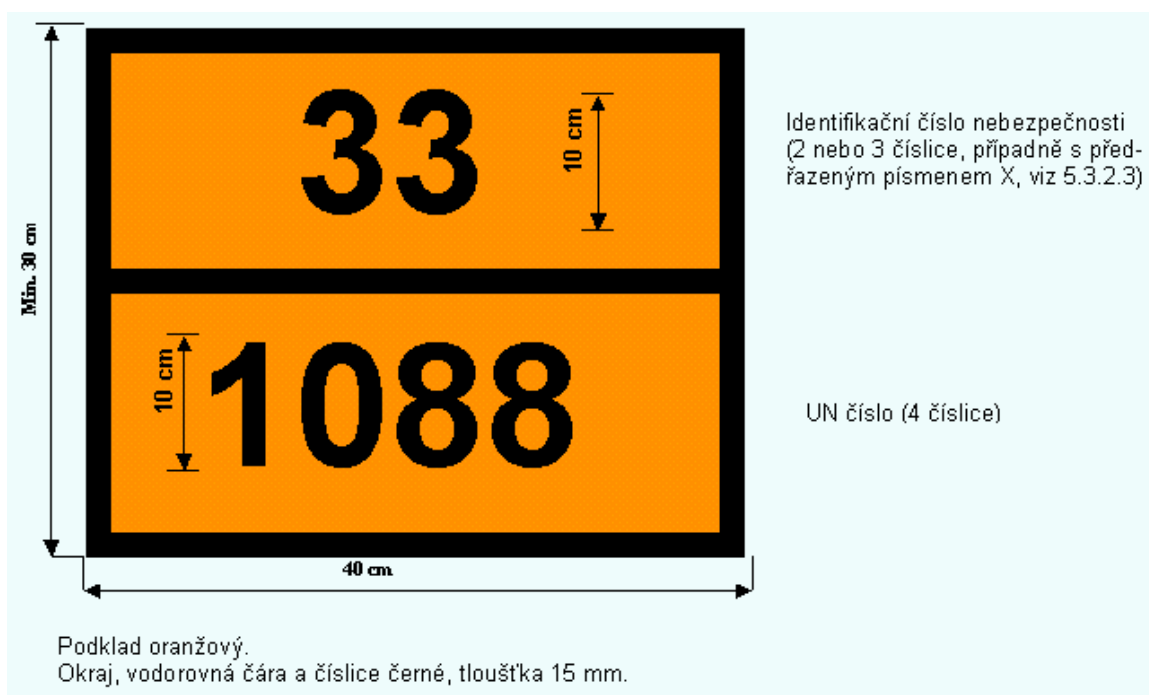 33
10 cm
Identifikační číslo nebezpečnosti
(2 nebo 3 číslice, případně s před-
řazeným písmenem X, viz 5.3.2.3)
Min. 30 cm
1088
10 cm
UN číslo (4 číslice)
40 cm
Podklad oranžový.
Okraj, vodorovná čára a číslice černé, tloušťka 15 mm.